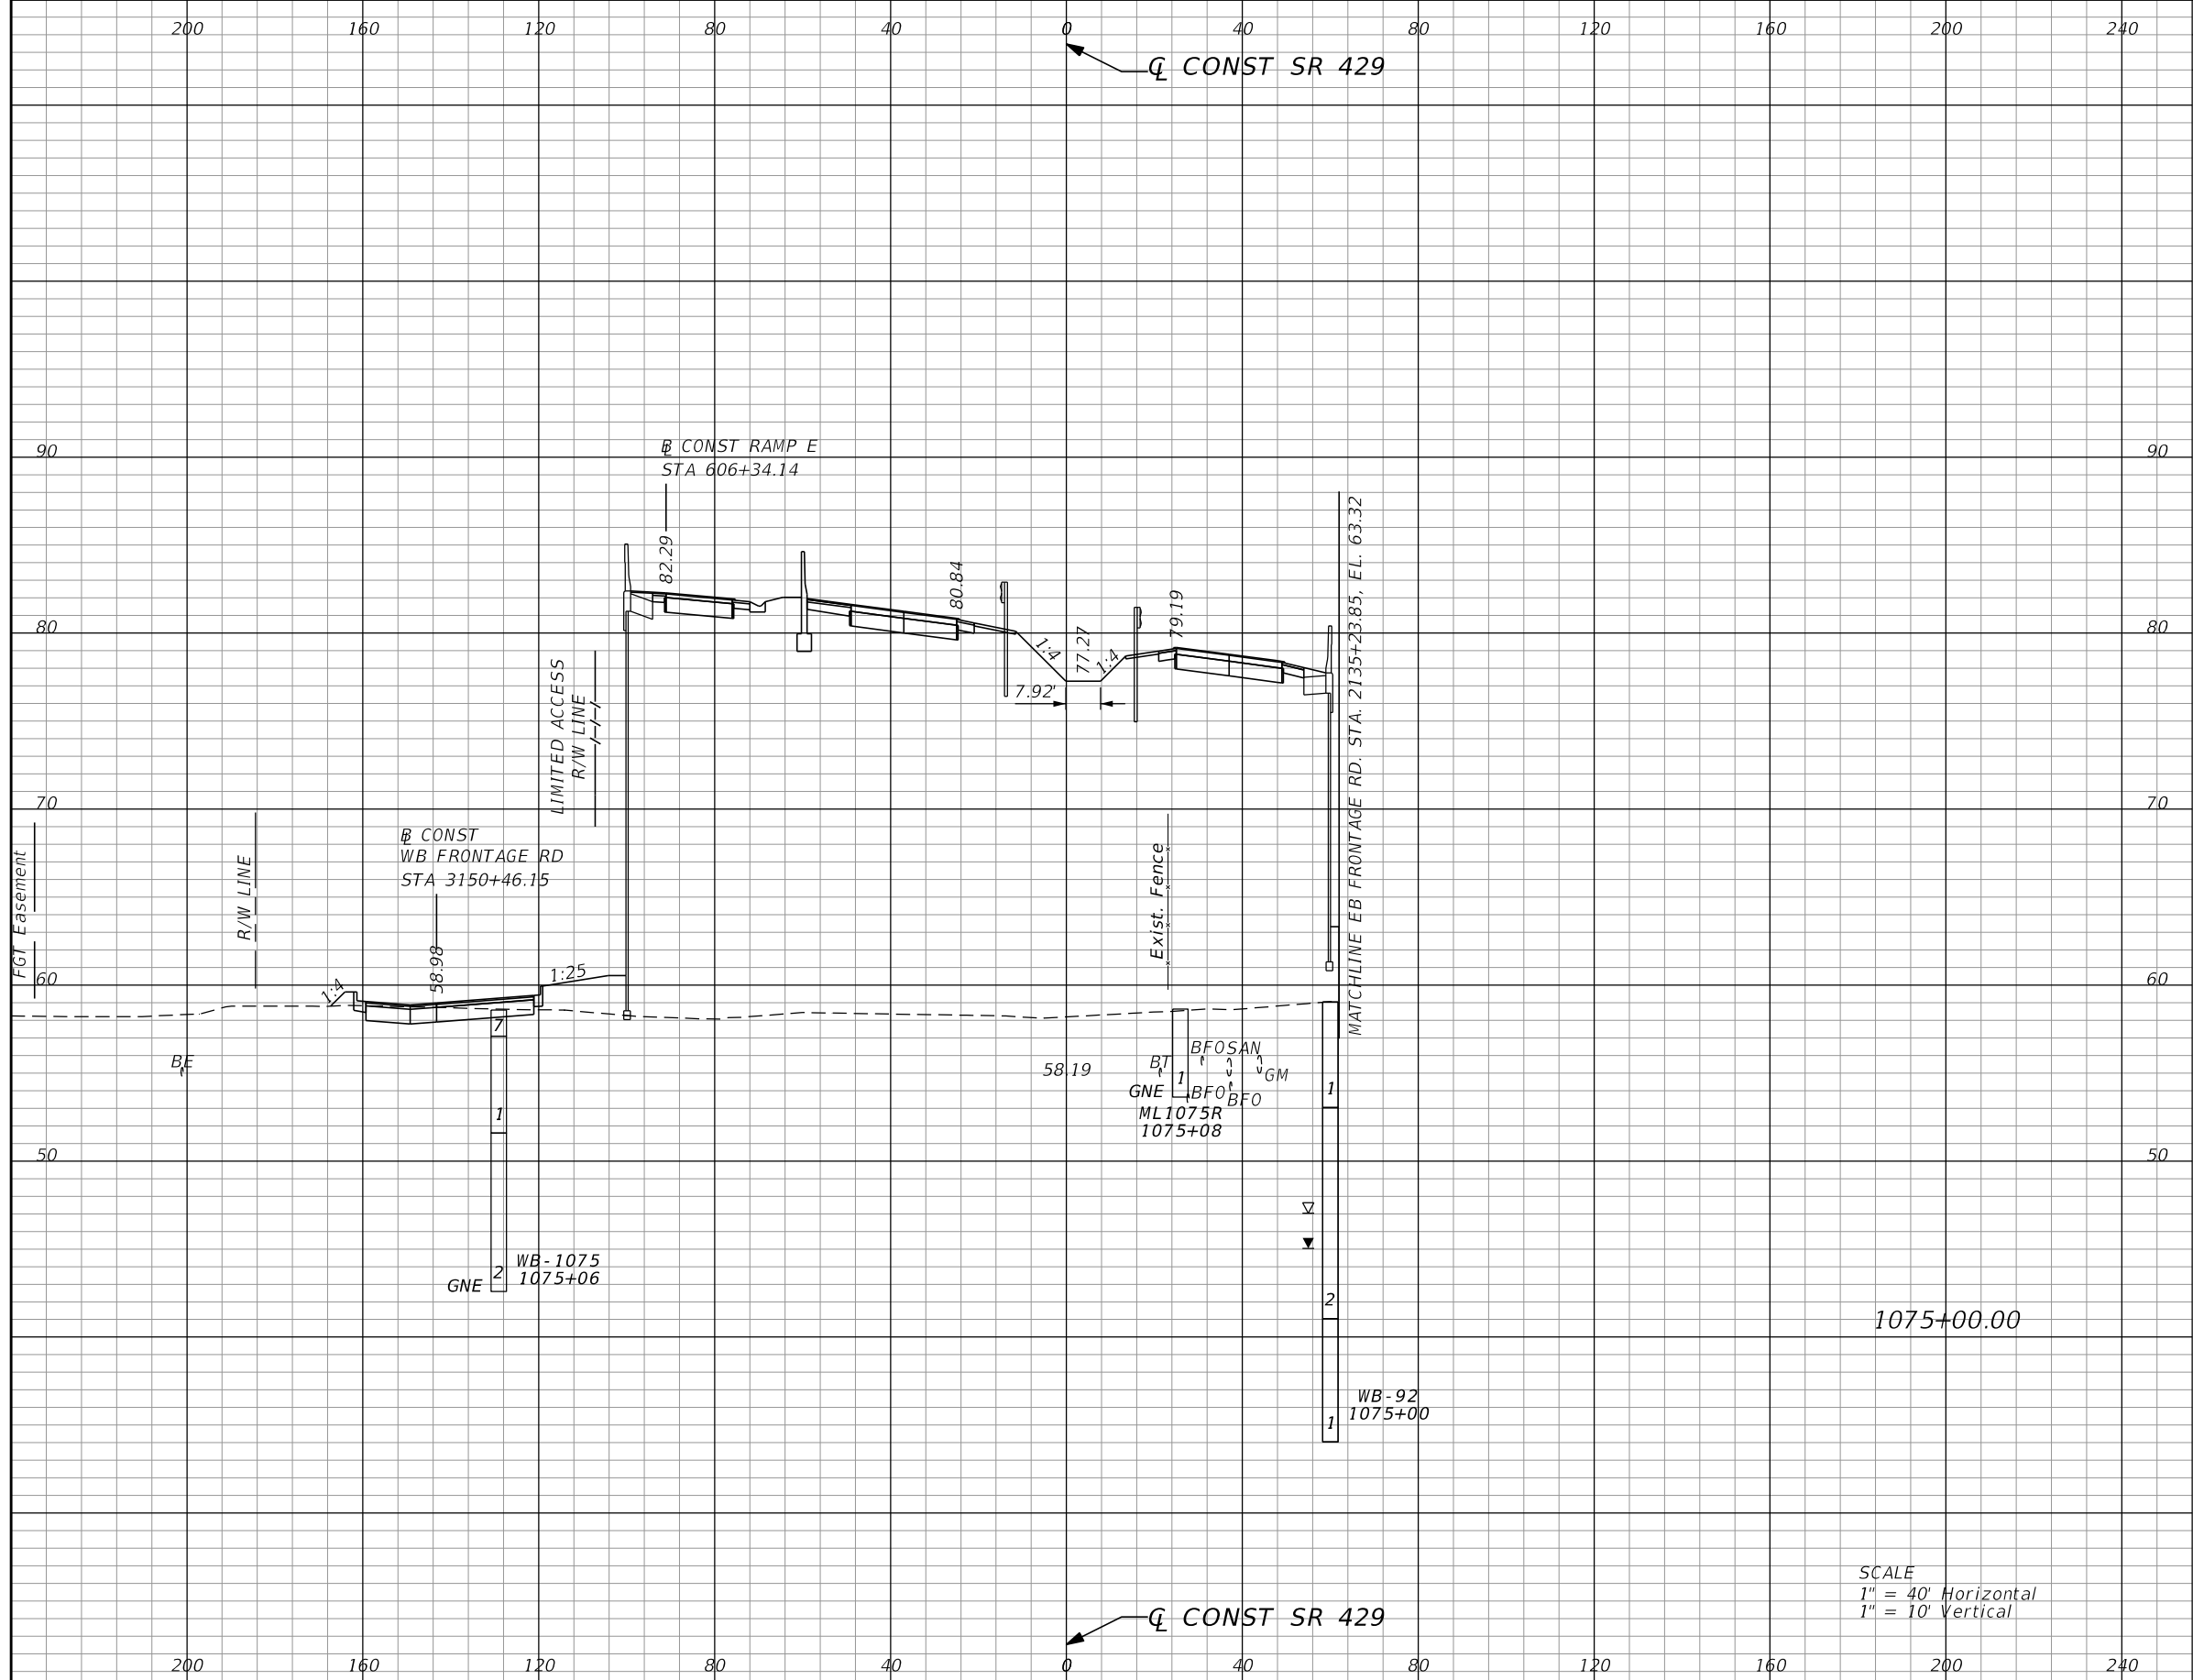 200 160 120 80 40 0 40 80 120 160 200 240
℄ CONST SR 429
90 90
B̲L CONST RAMP E
STA 606+34.14
82.29
80.84
79.19
77.27
80 80
1:4
1:4
7.92'
LIMITED ACCESS
R/W LINE
MATCHLINE EB FRONTAGE RD. STA. 2135+23.85, EL. 63.32
70 70
BL CONST
WB FRONTAGE RD
STA 3150+46.15
58.98
FGT Easement
R/W LINE
Exist. Fence
60
1:4
1:25
7
BE
58.19
BT
BFO
SAN
GM
GNE
1
BFO
BFO
ML1075R
1075+08
1
1
50 50
WB-1075
1075+06
GNE
2
2
1075+00.00
WB-92
1075+00
1
SCALE
1" = 40' Horizontal
1" = 10' Vertical
℄ CONST SR 429
200 160 120 80 40 0 40 80 120 160 200 240